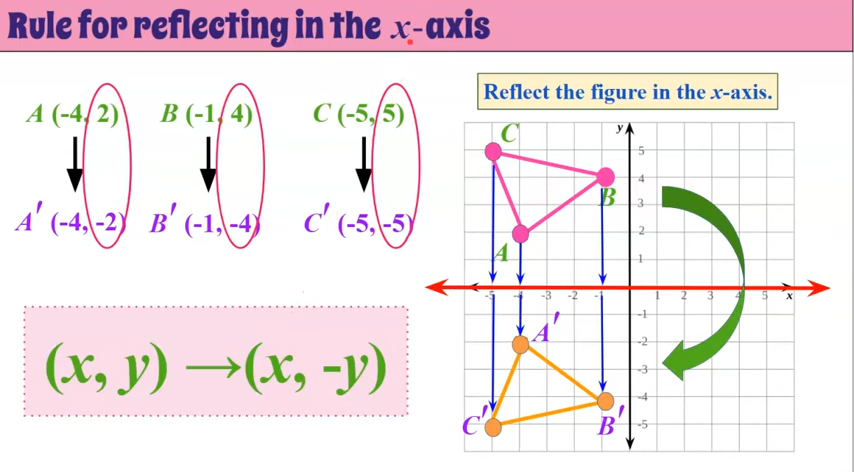 Rule for reflecting in the x-axis
A (-4, 2) B (-1, 4) C (-5, 5)
A′ (-4, -2) B′ (-1, -4) C′ (-5, -5)
(x, y) →(x, -y)
Reflect the figure in the x-axis.
y
C
5
4
B
3
2
A
1
-5 -4 -3 -2 -1 1 2 3 4 5 x
-1
A′
-2
-3
-4
C′ B′ -5